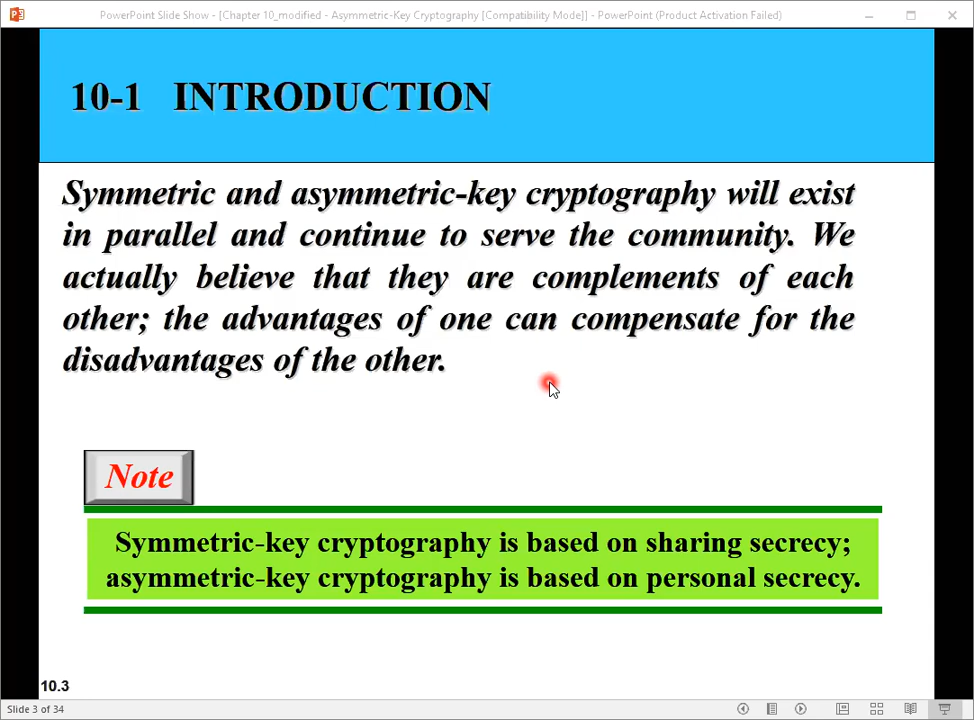 PowerPoint Slide Show - [Chapter 10_modified - Asymmetric-Key Cryptography [Compatibility Mode]] - PowerPoint (Product Activation Failed)
10-1 INTRODUCTION
Symmetric and asymmetric-key cryptography will exist
in parallel and continue to serve the community. We
actually believe that they are complements of each
other; the advantages of one can compensate for the
disadvantages of the other.
Note
Symmetric-key cryptography is based on sharing secrecy;
asymmetric-key cryptography is based on personal secrecy.
10.3
Slide 3 of 34